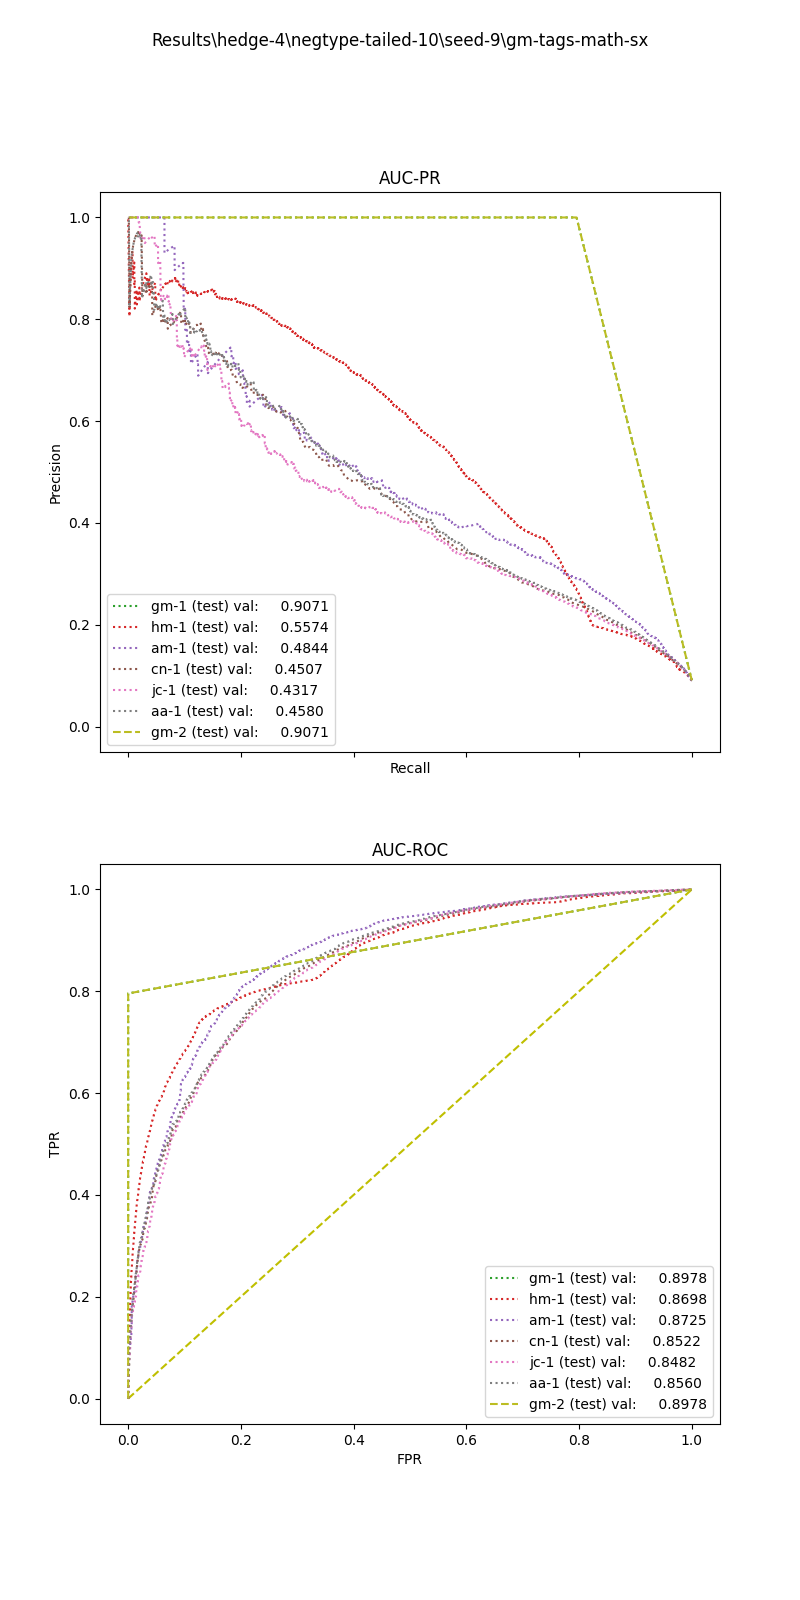 Results\hedge-4\negtype-tailed-10\seed-9\gm-tags-math-sx
AUC-PR
1.0
0.8
0.6
0.4
0.2
0.0
Precision
gm-1 (test) val: 0.9071
hm-1 (test) val: 0.5574
am-1 (test) val: 0.4844
cn-1 (test) val: 0.4507
jc-1 (test) val: 0.4317
aa-1 (test) val: 0.4580
gm-2 (test) val: 0.9071
Recall
AUC-ROC
1.0
0.8
0.6
0.4
0.2
0.0
TPR
gm-1 (test) val: 0.8978
hm-1 (test) val: 0.8698
am-1 (test) val: 0.8725
cn-1 (test) val: 0.8522
jc-1 (test) val: 0.8482
aa-1 (test) val: 0.8560
gm-2 (test) val: 0.8978
0.0 0.2 0.4 0.6 0.8 1.0
FPR